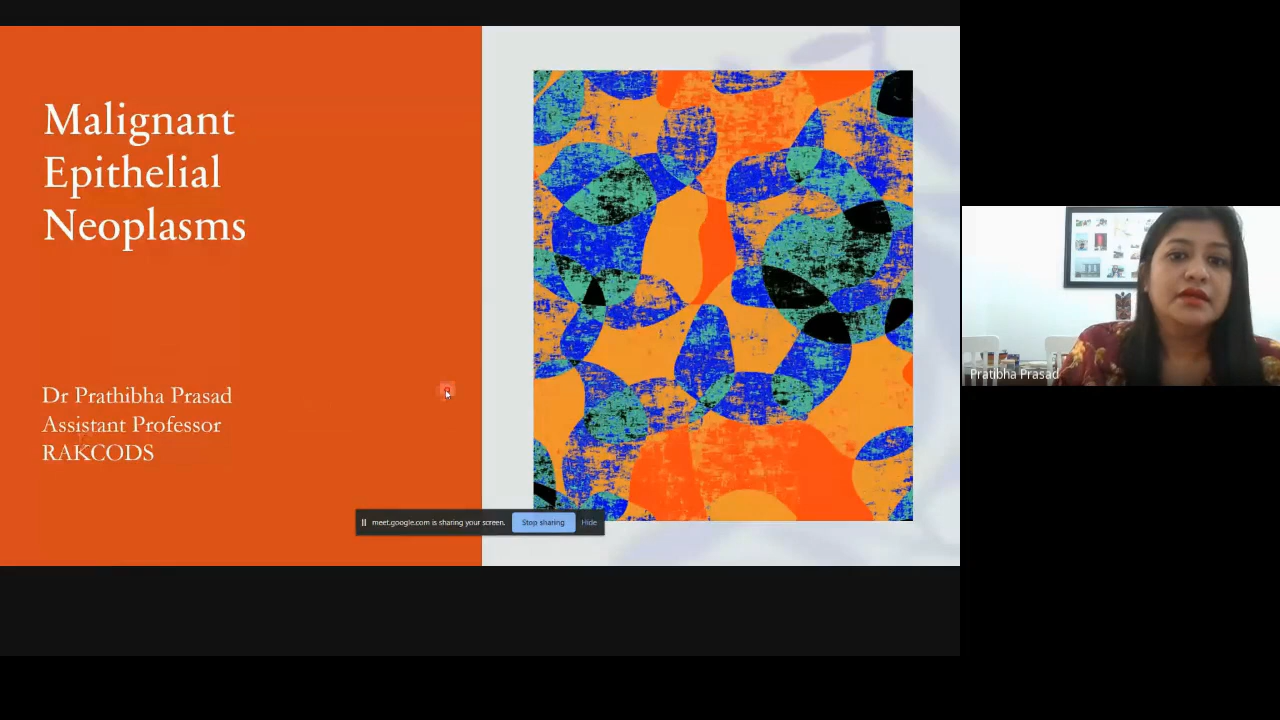 Malignant
Epithelial
Neoplasms
Dr Prathibha Prasad
Assistant Professor
RAKCODS
meet.google.com is sharing your screen. Stop sharing Hide
Pratibha Prasad